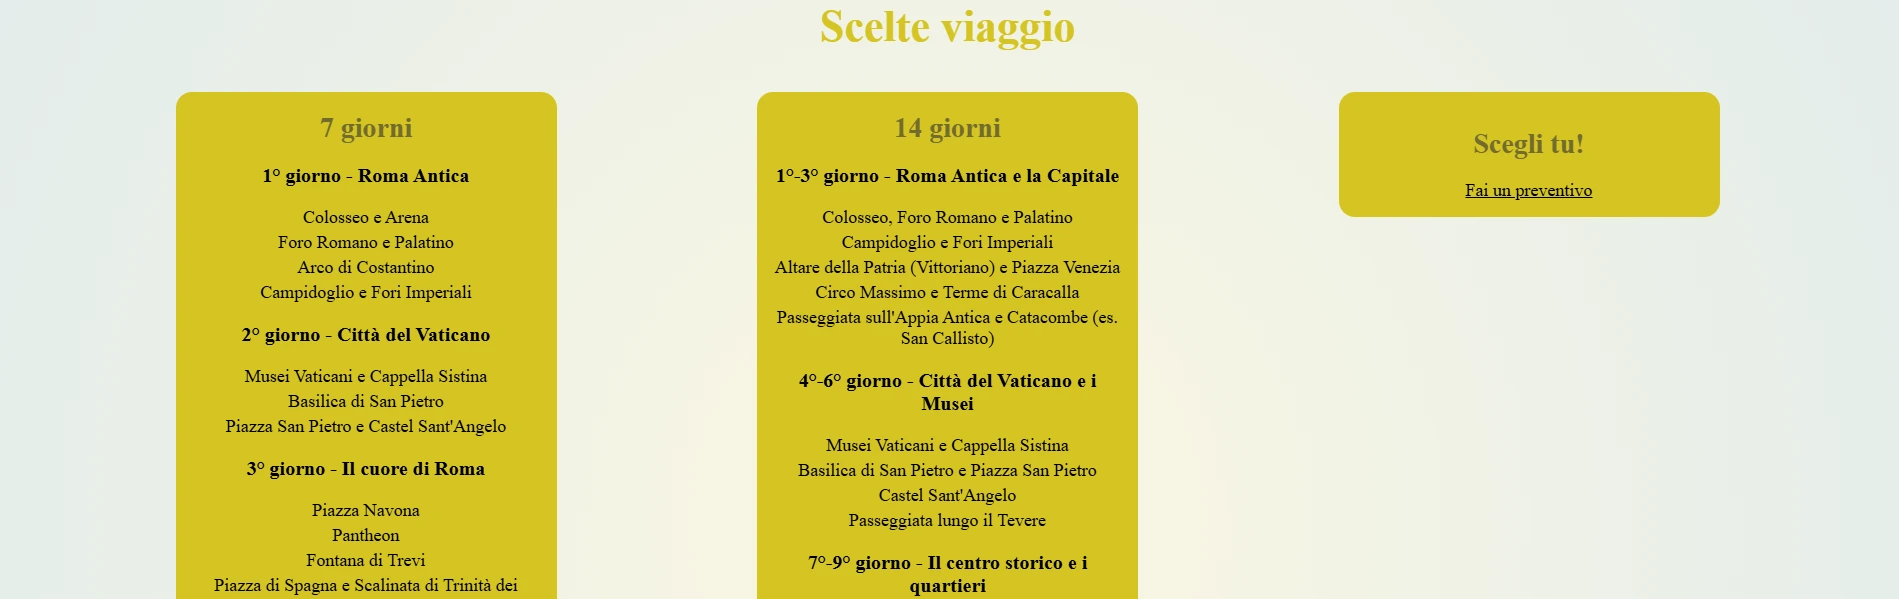 Scelte viaggio
7 giorni
1° giorno - Roma Antica
Colosseo e Arena
Foro Romano e Palatino
Arco di Costantino
Campidoglio e Fori Imperiali
2° giorno - Città del Vaticano
Musei Vaticani e Cappella Sistina
Basilica di San Pietro
Piazza San Pietro e Castel Sant'Angelo
3° giorno - Il cuore di Roma
Piazza Navona
Pantheon
Fontana di Trevi
Piazza di Spagna e Scalinata di Trinità dei
14 giorni
1°-3° giorno - Roma Antica e la Capitale
Colosseo, Foro Romano e Palatino
Campidoglio e Fori Imperiali
Altare della Patria (Vittoriano) e Piazza Venezia
Circo Massimo e Terme di Caracalla
Passeggiata sull'Appia Antica e Catacombe (es.
San Callisto)
4°-6° giorno - Città del Vaticano e i
Musei
Musei Vaticani e Cappella Sistina
Basilica di San Pietro e Piazza San Pietro
Castel Sant'Angelo
Passeggiata lungo il Tevere
7°-9° giorno - Il centro storico e i
quartieri
Scegli tu!
Fai un preventivo